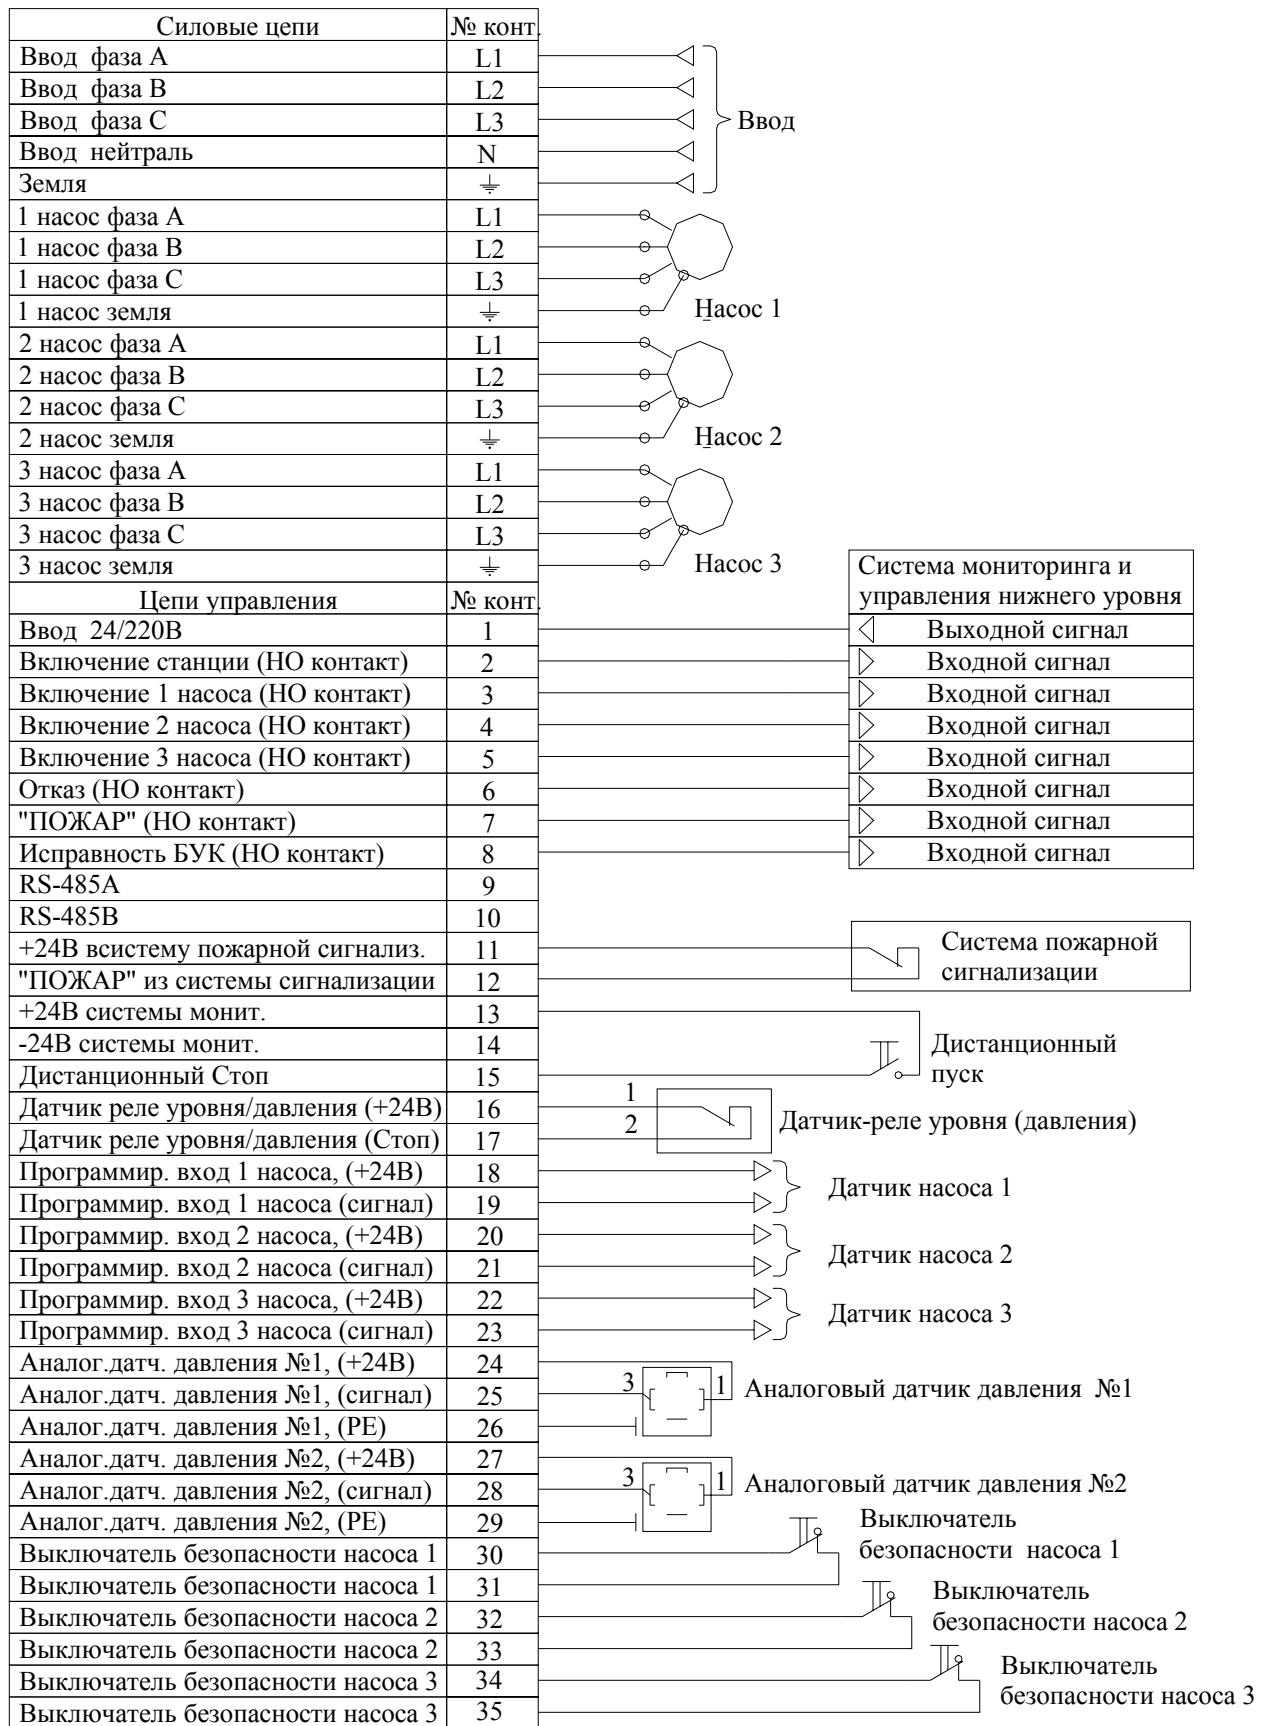 Силовые цепи № конт.
Ввод фаза А L1
Ввод фаза В L2
Ввод фаза С L3
Ввод
Ввод нейтраль N
Земля
1 насос фаза А L1
1 насос фаза В L2
1 насос фаза С L3
1 насос земля
Насос 1
2 насос фаза А L1
2 насос фаза В L2
2 насос фаза С L3
2 насос земля
Насос 2
3 насос фаза А L1
3 насос фаза В L2
3 насос фаза С L3
3 насос земля
Насос 3
Система мониторинга и
управления нижнего уровня
Цепи управления № конт.
Ввод 24/220В 1 Выходной сигнал
Включение станции (НО контакт) 2 Входной сигнал
Включение 1 насоса (НО контакт) 3 Входной сигнал
Включение 2 насоса (НО контакт) 4 Входной сигнал
Включение 3 насоса (НО контакт) 5 Входной сигнал
Отказ (НО контакт) 6 Входной сигнал
"ПОЖАР" (НО контакт) 7 Входной сигнал
Исправность БУК (НО контакт) 8 Входной сигнал
RS-485A 9
RS-485B 10
+24В всистему пожарной сигнализ. 11
"ПОЖАР" из системы сигнализации 12
Система пожарной
сигнализации
+24В системы монит. 13
-24В системы монит. 14
Дистанционный Стоп 15
Дистанционный
пуск
Датчик реле уровня/давления (+24В) 16 1
Датчик реле уровня/давления (Стоп) 17 2
Датчик-реле уровня (давления)
Программир. вход 1 насоса, (+24В) 18
Программир. вход 1 насоса (сигнал) 19
Датчик насоса 1
Программир. вход 2 насоса, (+24В) 20
Программир. вход 2 насоса (сигнал) 21
Датчик насоса 2
Программир. вход 3 насоса, (+24В) 22
Программир. вход 3 насоса (сигнал) 23
Датчик насоса 3
Аналог.датч. давления №1, (+24В) 24
Аналог.датч. давления №1, (сигнал) 25
3 1 Аналоговый датчик давления №1
Аналог.датч. давления №1, (РЕ) 26
Аналог.датч. давления №2, (+24В) 27
Аналог.датч. давления №2, (сигнал) 28
3 1 Аналоговый датчик давления №2
Аналог.датч. давления №2, (РЕ) 29
Выключатель безопасности насоса 1 30
Выключатель
безопасности насоса 1
Выключатель безопасности насоса 1 31
Выключатель безопасности насоса 2 32
Выключатель
безопасности насоса 2
Выключатель безопасности насоса 2 33
Выключатель безопасности насоса 3 34
Выключатель
безопасности насоса 3
Выключатель безопасности насоса 3 35